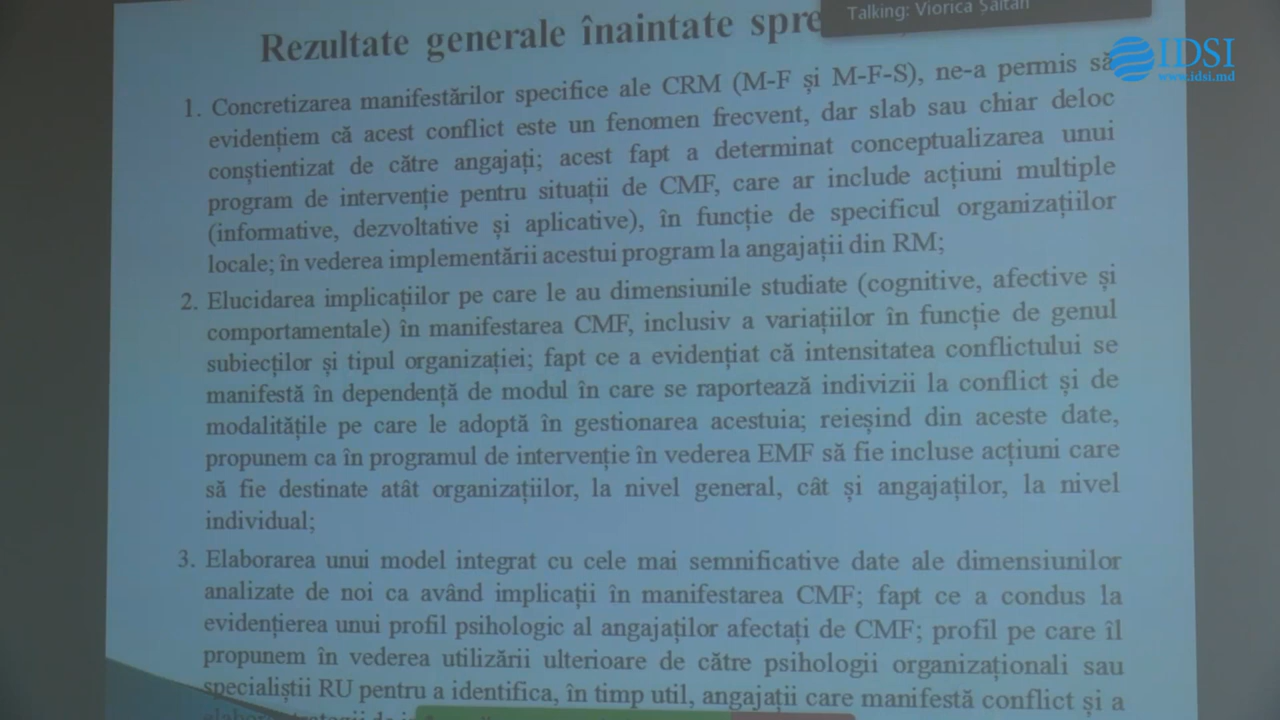 Talking: Viorica Șaltan
IDSI
www.idsi.md
Rezultate generale înaintate spre
1. Concretizarea manifestărilor specifice ale CRM (M-F și M-F-S), ne-a permis să
evidențiem că acest conflict este un fenomen frecvent, dar slab sau chiar deloc
conștientizat de către angajați; acest fapt a determinat conceptualizarea unui
program de intervenție pentru situații de CMF, care ar include acțiuni multiple
(informative, dezvoltative și aplicative), în funcție de specificul organizațiilor
locale; în vederea implementării acestui program la angajații din RM;
2. Elucidarea implicațiilor pe care le au dimensiunile studiate (cognitive, afective și
comportamentale) în manifestarea CMF, inclusiv a variațiilor în funcție de genul
subiecților și tipul organizației; fapt ce a evidențiat că intensitatea conflictului se
manifestă în dependență de modul în care se raportează indivizii la conflict și de
modalitățile pe care le adoptă în gestionarea acestuia; reieșind din aceste date,
propunem ca în programul de intervenție în vederea EMF să fie incluse acțiuni care
să fie destinate atât organizațiilor, la nivel general, cât și angajaților, la nivel
individual;
3. Elaborarea unui model integrat cu cele mai semnificative date ale dimensiunilor
analizate de noi ca având implicații în manifestarea CMF; fapt ce a condus la
evidențierea unui profil psihologic al angajaților afectați de CMF; profil pe care îl
propunem în vederea utilizării ulterioare de către psihologii organizaționali sau
specialiștii RU pentru a identifica, în timp util, angajații care manifestă conflict și a